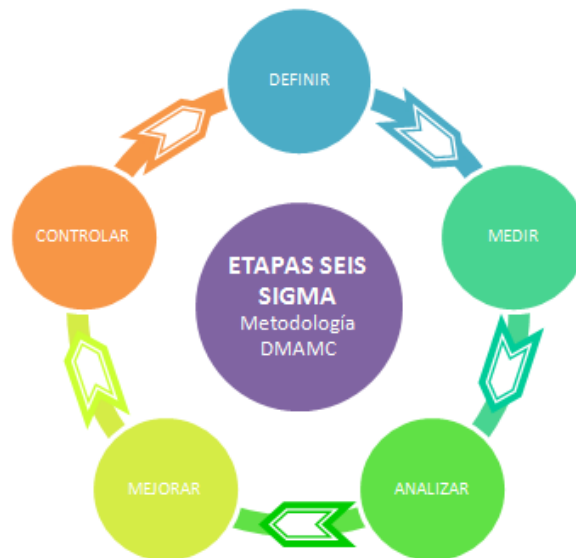 DEFINIR
MEDIR
ANALIZAR
MEJORAR
CONTROLAR
ETAPAS SEIS
SIGMA
Metodología
DMAMC